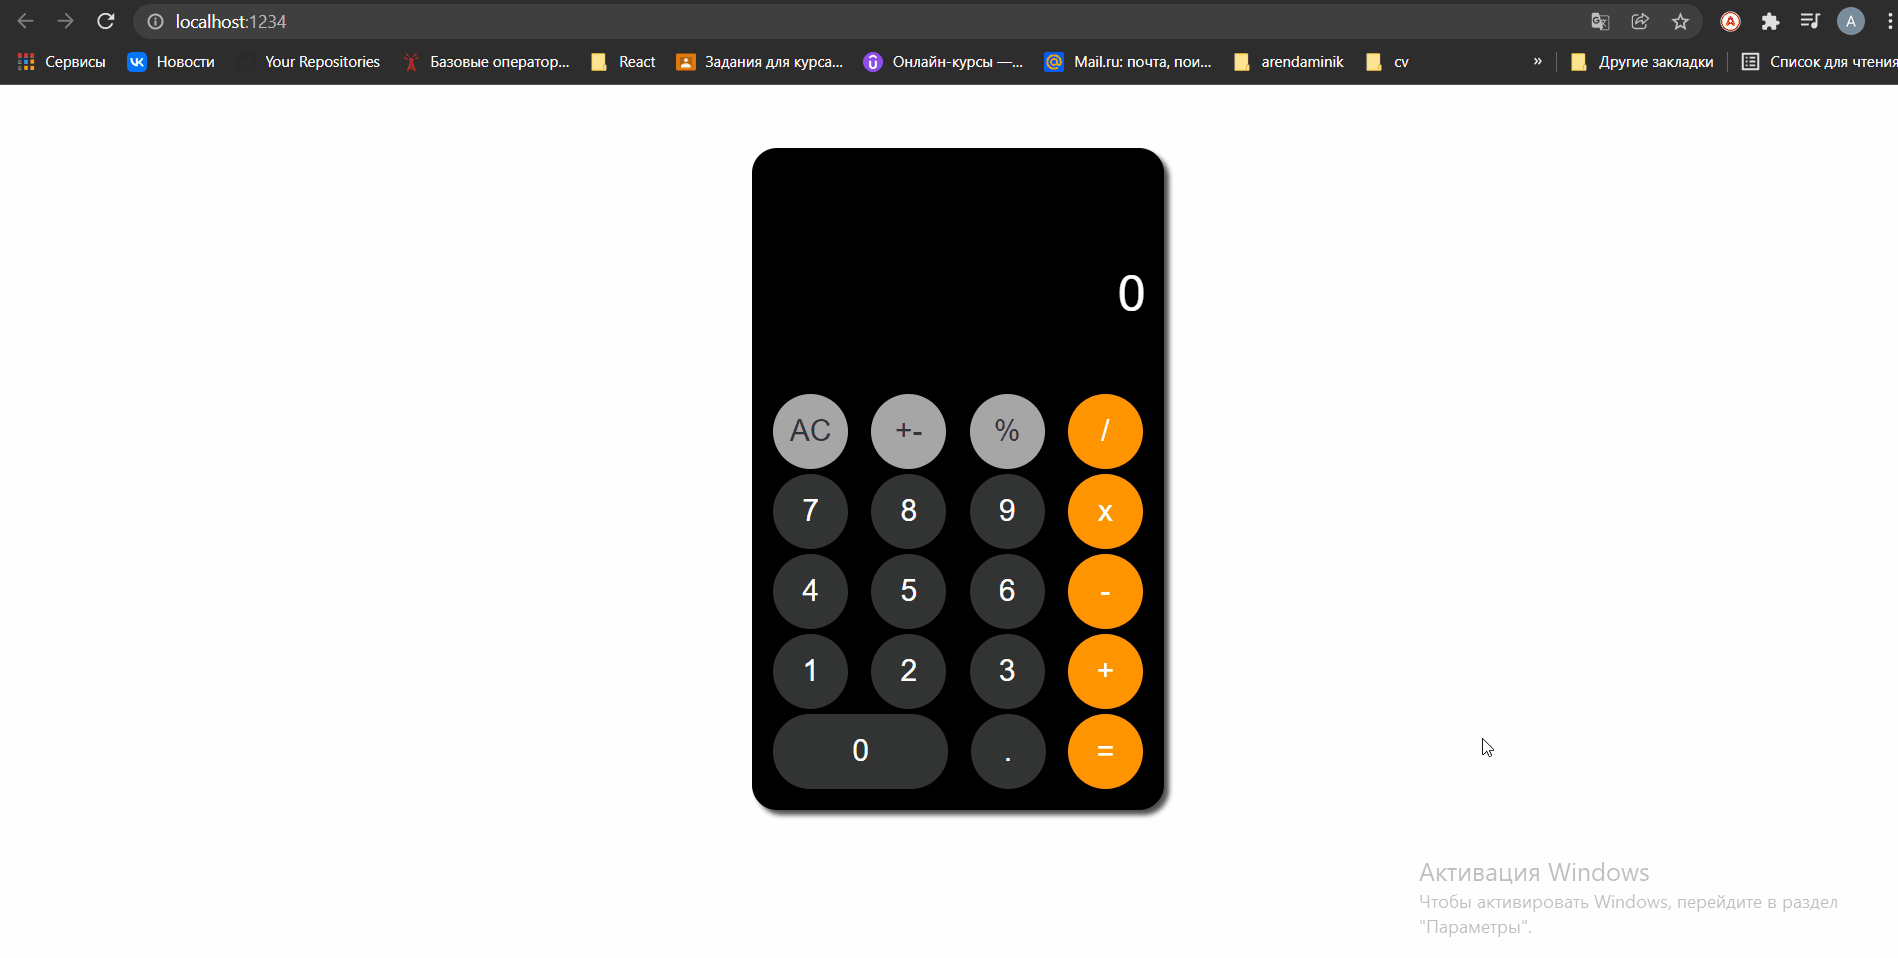 localhost:1234
A
Сервисы Новости Your Repositories Базовые оператор... React Задания для курса... Онлайн-курсы —... Mail.ru: почта, пои... arendaminik cv » Другие закладки Список для чтения
0
AC +- % /
7 8 9 x
4 5 6 -
1 2 3 +
0 . =
Активация Windows
Чтобы активировать Windows, перейдите в раздел
"Параметры".